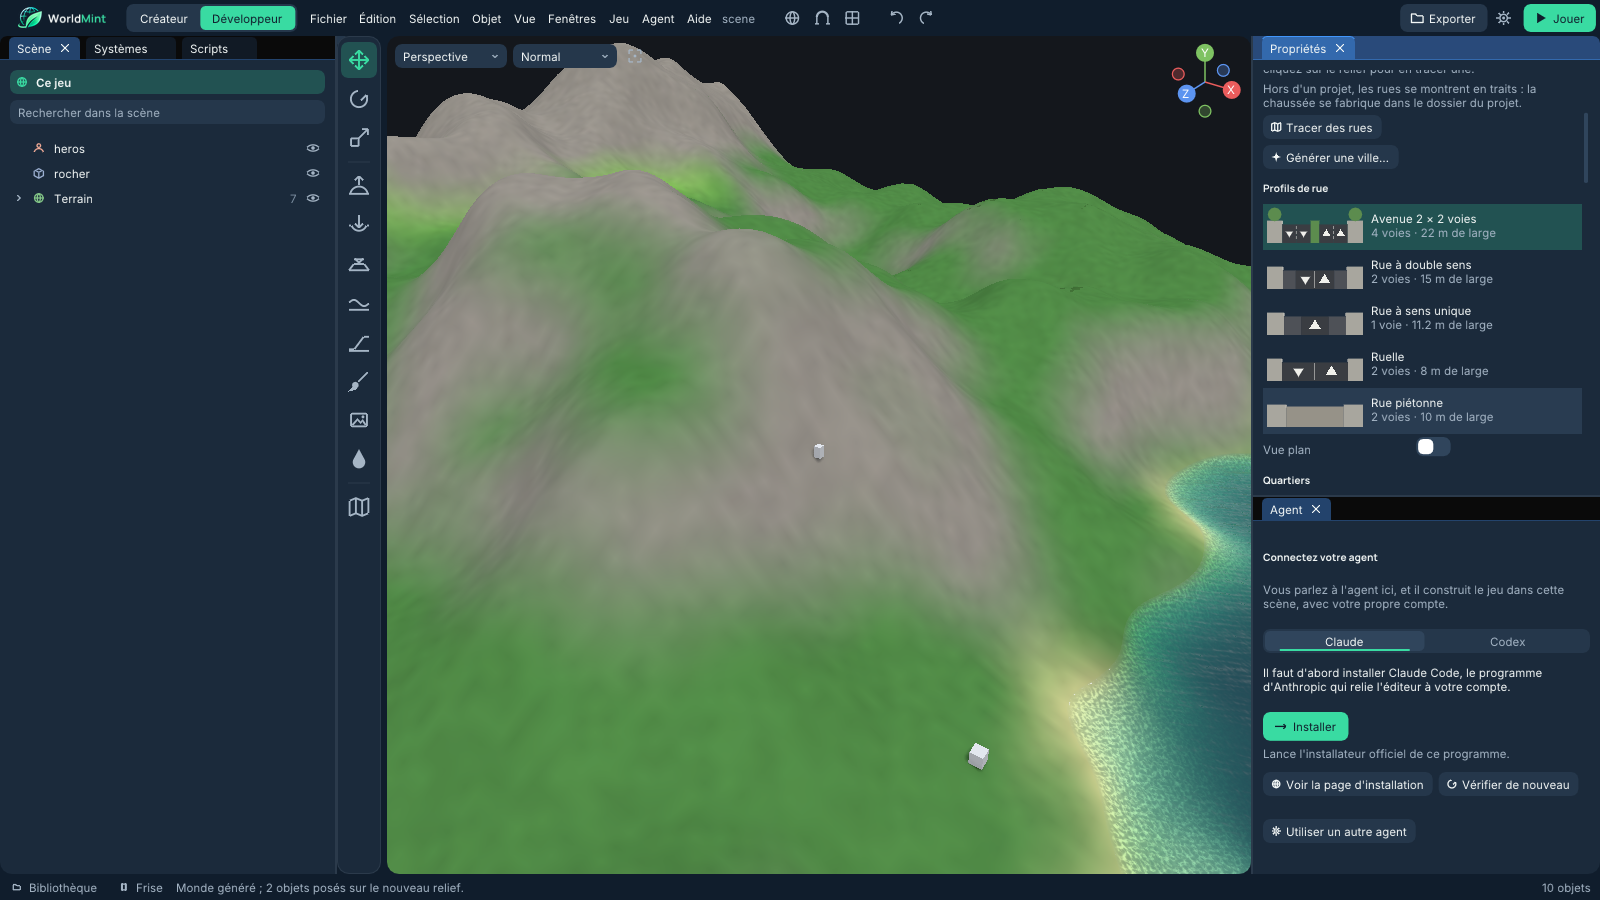 WorldMint
Créateur
Développeur
Fichier
Édition
Sélection
Objet
Vue
Fenêtres
Jeu
Agent
Aide
scene
Exporter
Jouer
Scène
Systèmes
Scripts
Ce jeu
Rechercher dans la scène
heros
rocher
Terrain
7
Perspective
Normal
Y
X
Z
Propriétés
cliquez sur le relief pour en tracer une.
Hors d'un projet, les rues se montrent en traits : la
chaussée se fabrique dans le dossier du projet.
Tracer des rues
Générer une ville...
Profils de rue
Avenue 2 × 2 voies
4 voies · 22 m de large
Rue à double sens
2 voies · 15 m de large
Rue à sens unique
1 voie · 11.2 m de large
Ruelle
2 voies · 8 m de large
Rue piétonne
2 voies · 10 m de large
Vue plan
Quartiers
Agent
Connectez votre agent
Vous parlez à l'agent ici, et il construit le jeu dans cette
scène, avec votre propre compte.
Claude
Codex
Il faut d'abord installer Claude Code, le programme
d'Anthropic qui relie l'éditeur à votre compte.
Installer
Lance l'installateur officiel de ce programme.
Voir la page d'installation
Vérifier de nouveau
Utiliser un autre agent
Bibliothèque
Frise
Monde généré ; 2 objets posés sur le nouveau relief.
10 objets